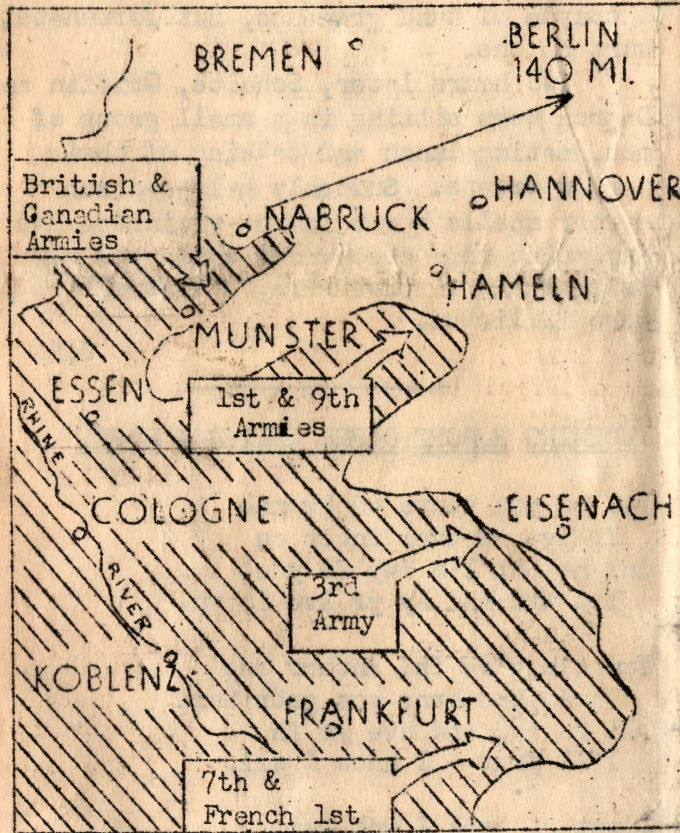 BREMEN
BERLIN
140 MI.
British &
Canadian
Armies
HANNOVER
NABRUCK
HAMELN
MUNSTER
ESSEN
1st & 9th
Armies
RHINE
RIVER
COLOGNE
EISENACH
3rd
Army
KOBLENZ
FRANKFURT
7th &
French 1st